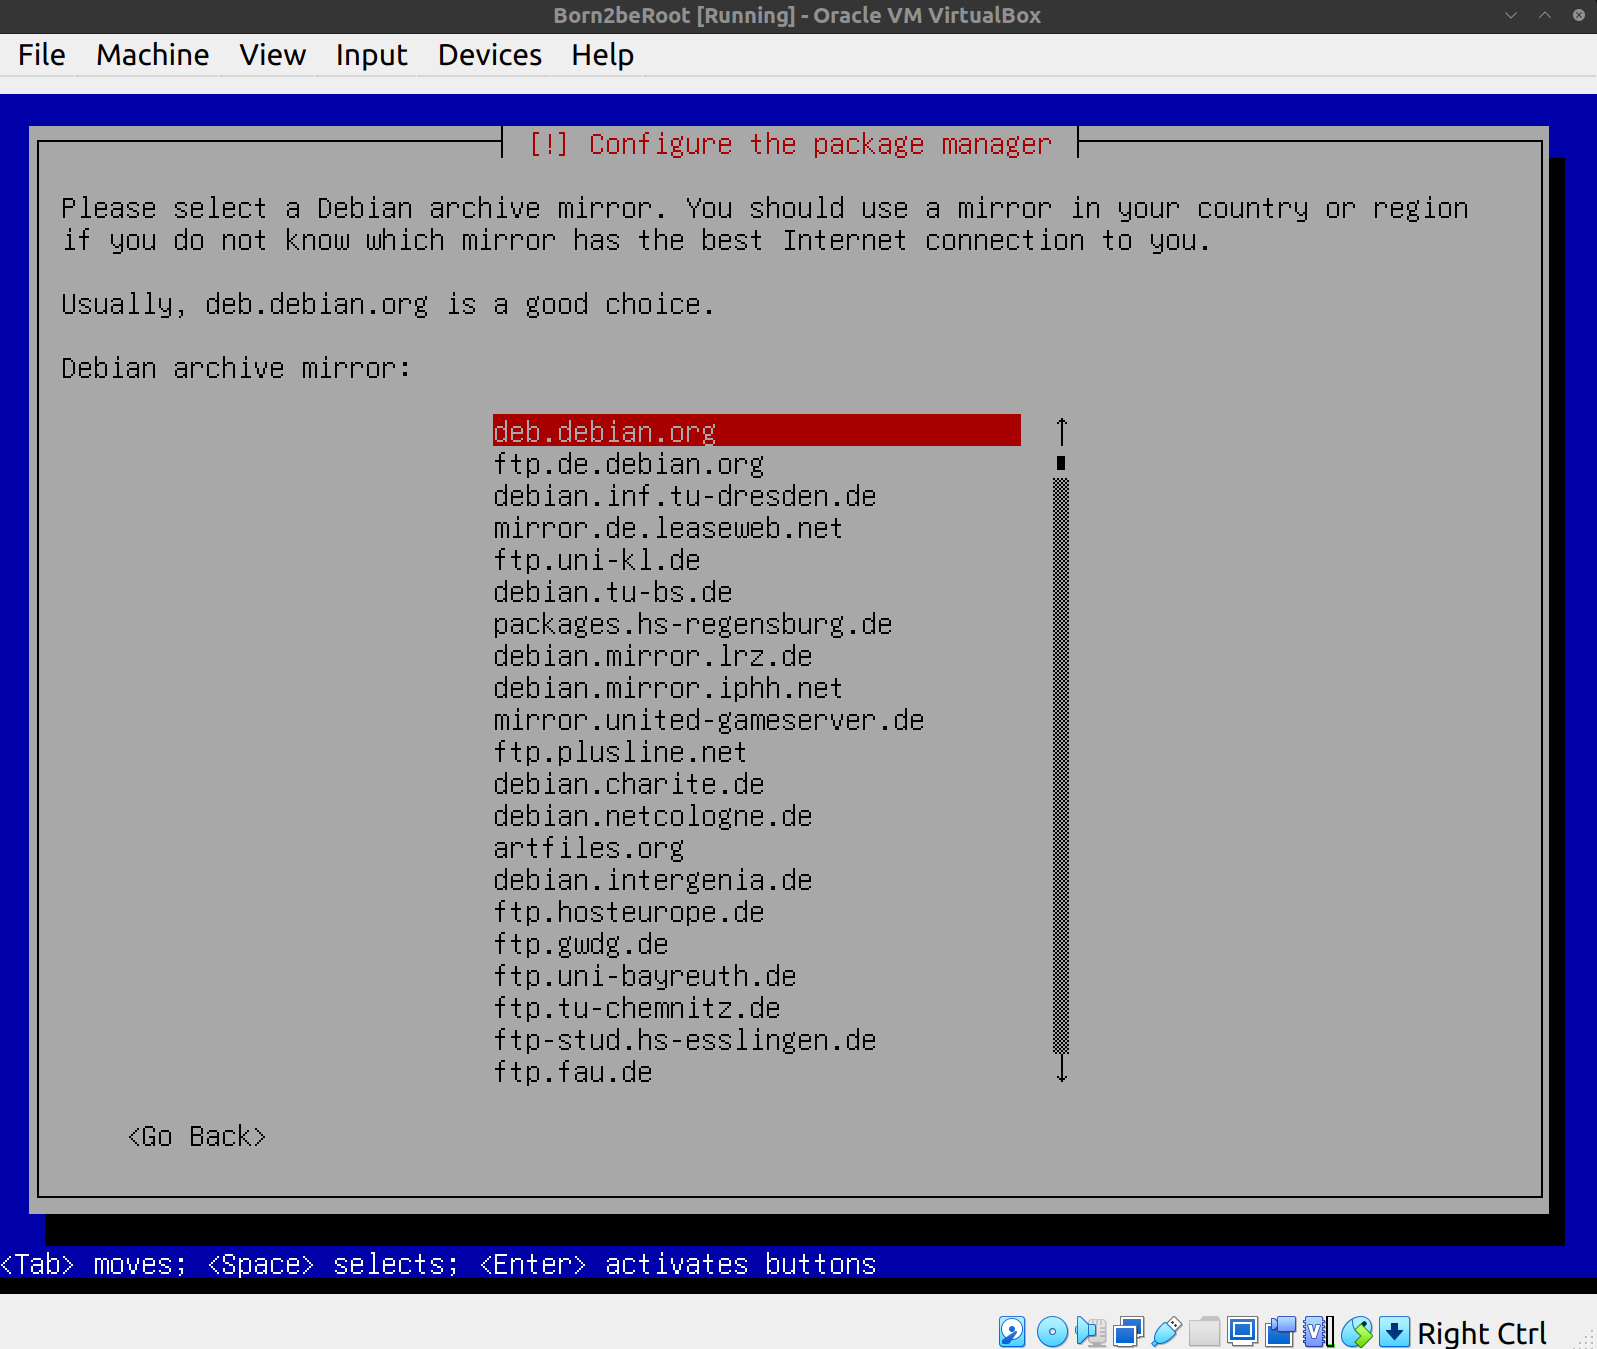 Born2beRoot [Running] - Oracle VM VirtualBox
File Machine View Input Devices Help
[!] Configure the package manager
Please select a Debian archive mirror. You should use a mirror in your country or region
if you do not know which mirror has the best Internet connection to you.
Usually, deb.debian.org is a good choice.
Debian archive mirror:
deb.debian.org
ftp.de.debian.org
debian.inf.tu-dresden.de
mirror.de.leaseweb.net
ftp.uni-kl.de
debian.tu-bs.de
packages.hs-regensburg.de
debian.mirror.lrz.de
debian.mirror.iphh.net
mirror.united-gameserver.de
ftp.plusline.net
debian.charite.de
debian.netcologne.de
artfiles.org
debian.intergenia.de
ftp.hosteurope.de
ftp.gwdg.de
ftp.uni-bayreuth.de
ftp.tu-chemnitz.de
ftp-stud.hs-esslingen.de
ftp.fau.de
<Go Back>
<Tab> moves; <Space> selects; <Enter> activates buttons
Right Ctrl